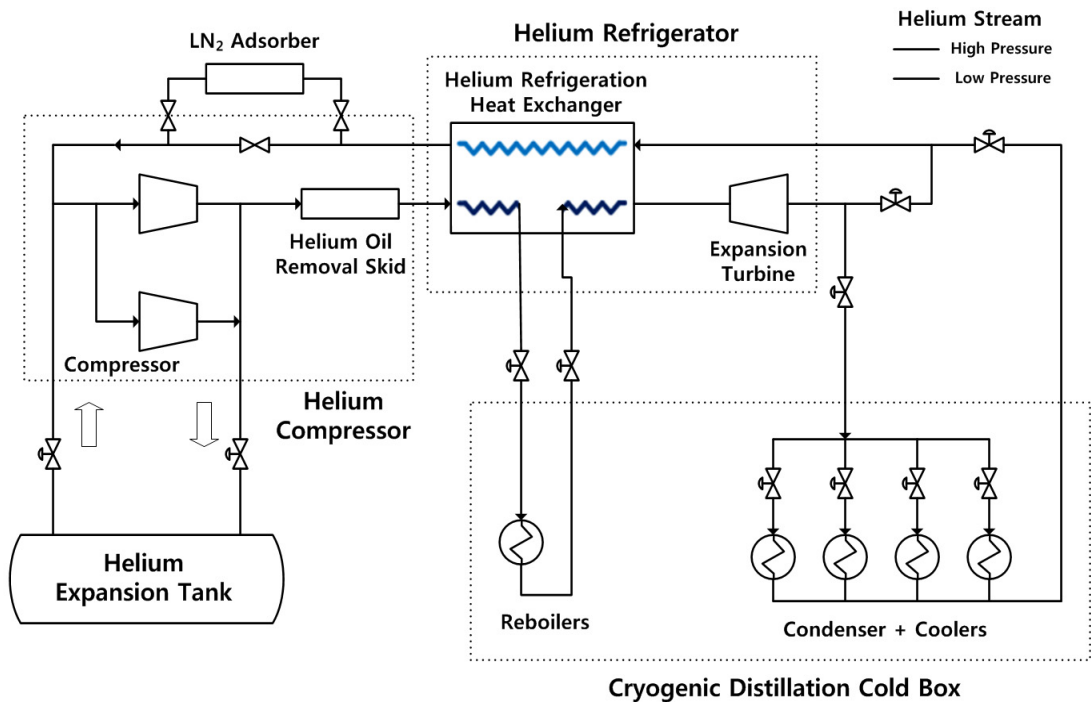 LN₂ Adsorber
Helium Refrigerator
Helium Stream
High Pressure
Low Pressure
Helium Refrigeration
Heat Exchanger
Helium Oil
Removal Skid
Expansion
Turbine
Compressor
Helium
Compressor
Helium
Expansion Tank
Reboilers
Condenser + Coolers
Cryogenic Distillation Cold Box